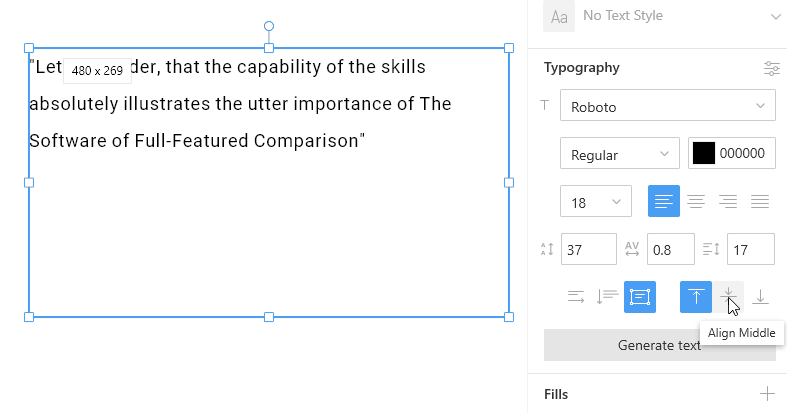 Aa No Text Style
Typography
T Roboto
Regular 000000
18
37 AV 0.8 17
Align Middle
Generate text
Fills
480 x 269
"Let der, that the capability of the skills
absolutely illustrates the utter importance of The
Software of Full-Featured Comparison"